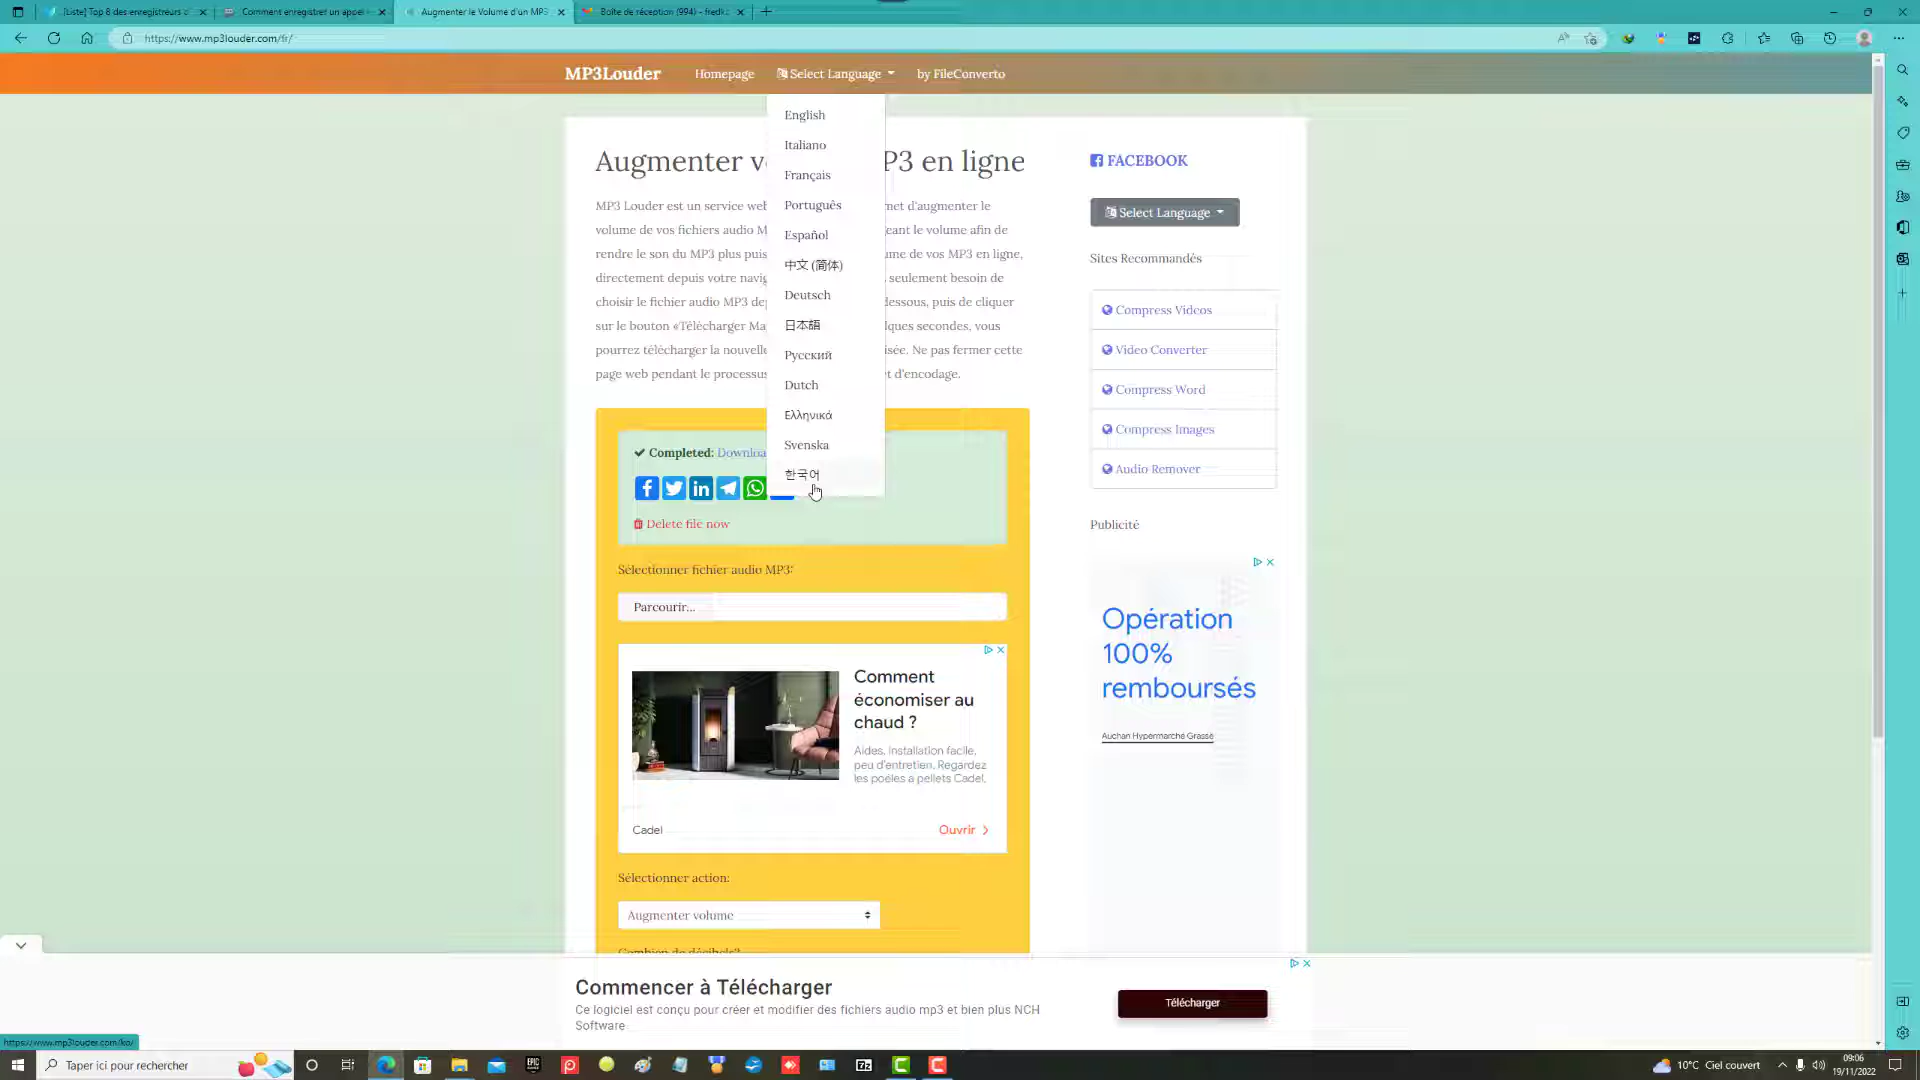 [Liste] Top 8 des enregistreurs d
Comment enregistrer un appel
Augmenter le Volume d'un MP3
Boîte de réception (994) - fredk
https://www.mp3louder.com/fr/
MP3Louder
Homepage
Select Language
by FileConverto
English
Italiano
Français
Português
Español
中文 (简体)
Deutsch
日本語
Русский
Dutch
Ελληνικά
Svenska
한국어
Augmenter v P3 en ligne
MP3 Louder est un service wel met d'augmenter le
volume de vos fichiers audio M eant le volume afin de
rendre le son du MP3 plus puis ume de vos MP3 en ligne,
directement depuis votre navig seulement besoin de
choisir le fichier audio MP3 dep dessous, puis de cliquer
sur le bouton «Télécharger Ma lques secondes, vous
pourrez télécharger la nouvelle isée. Ne pas fermer cette
page web pendant le processus t d'encodage.
Completed: Downloa
Delete file now
Sélectionner fichier audio MP3:
Parcourir...
Comment
économiser au
chaud ?
Aides, Installation facile,
peu d'entretien. Regardez
les poêles à pellets Cadel.
Cadel
Ouvrir
Sélectionner action:
Augmenter volume
Combien de décibels?
FACEBOOK
Select Language
Sites Recommandés
Compress Videos
Video Converter
Compress Word
Compress Images
Audio Remover
Publicité
Opération
100%
remboursés
Auchan Hypermarché Grasse
Commencer à Télécharger
Ce logiciel est conçu pour créer et modifier des fichiers audio mp3 et bien plus NCH
Software
Télécharger
https://www.mp3louder.com/ko/
Taper ici pour rechercher
EPIC
7z
10°C Ciel couvert
09:06
19/11/2022